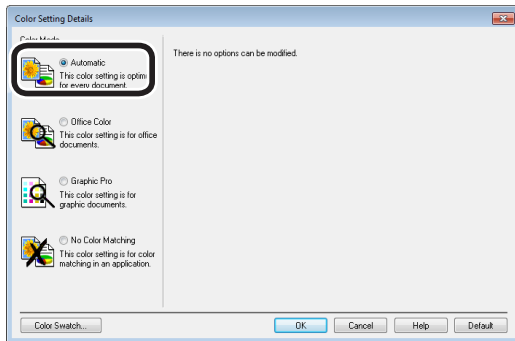 Color Setting Details
Color Mode
There is no options can be modified.
Automatic
This color setting is optim
for every document.
Office Color
This color setting is for office
documents.
Graphic Pro
This color setting is for
graphic documents.
No Color Matching
This color setting is for color
matching in an application.
Color Swatch...
OK
Cancel
Help
Default